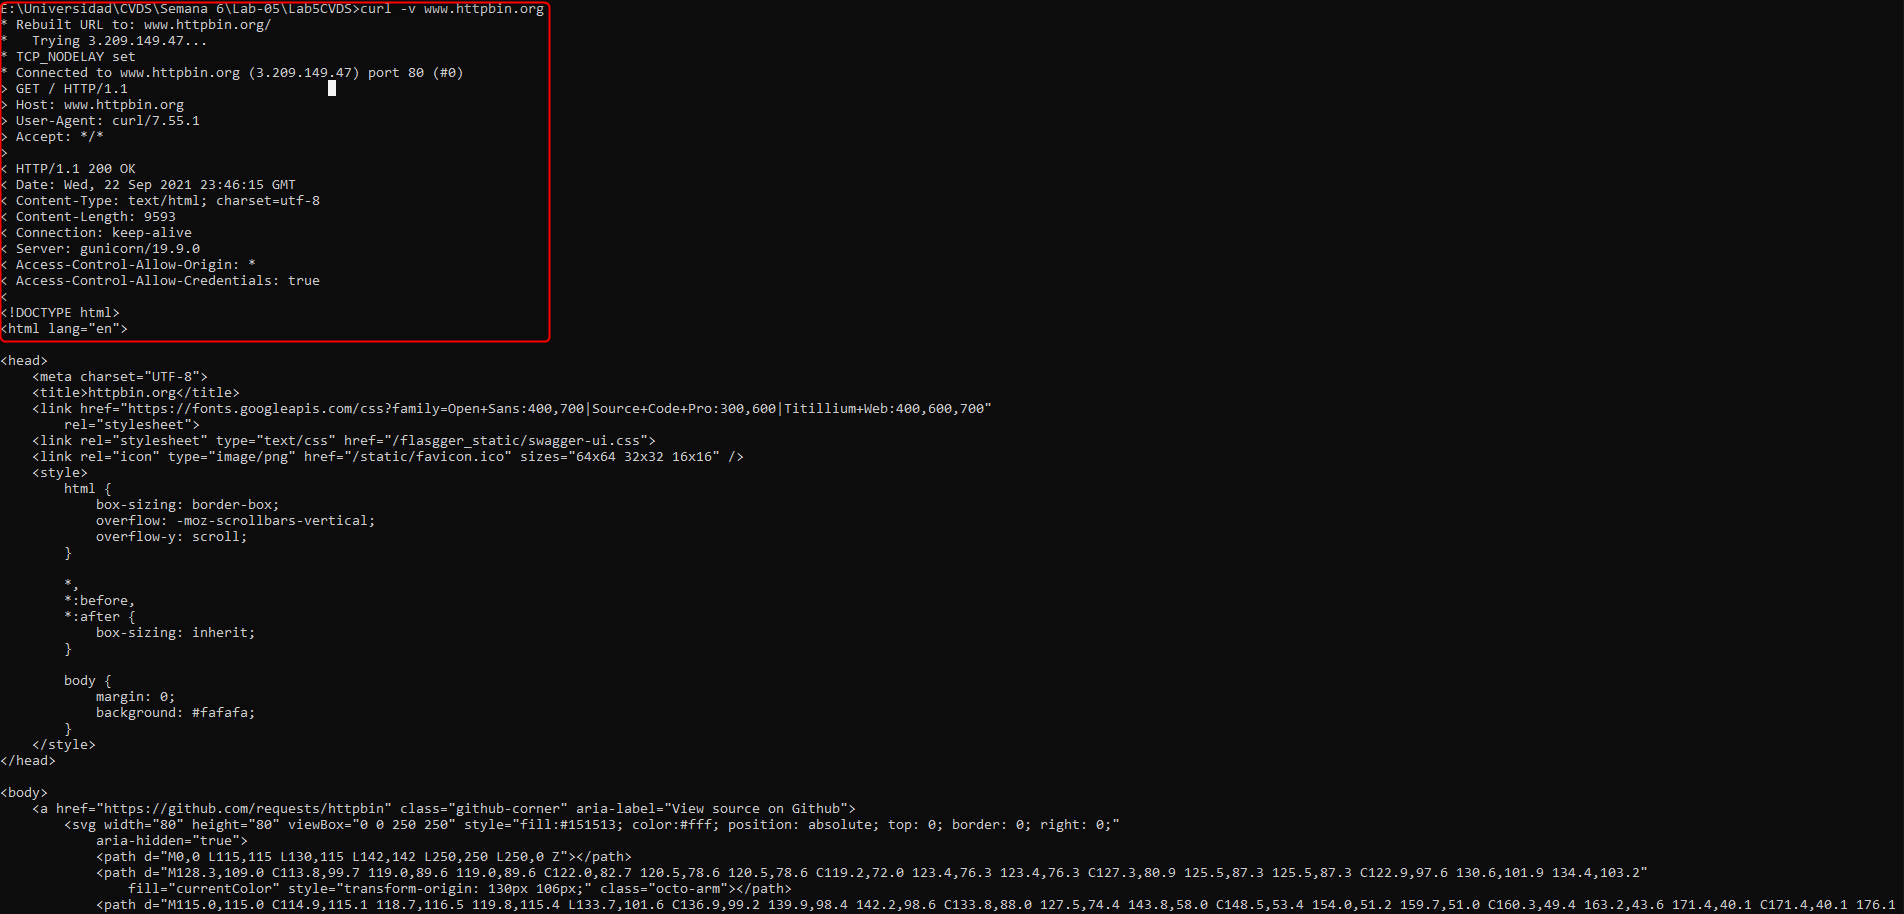 E:\Universidad\CVDS\Semana 6\Lab-05\Lab5CVDS>curl -v www.httpbin.org
* Rebuilt URL to: www.httpbin.org/
*   Trying 3.209.149.47...
* TCP_NODELAY set
* Connected to www.httpbin.org (3.209.149.47) port 80 (#0)
> GET / HTTP/1.1
> Host: www.httpbin.org
> User-Agent: curl/7.55.1
> Accept: */*
>
< HTTP/1.1 200 OK
< Date: Wed, 22 Sep 2021 23:46:15 GMT
< Content-Type: text/html; charset=utf-8
< Content-Length: 9593
< Connection: keep-alive
< Server: gunicorn/19.9.0
< Access-Control-Allow-Origin: *
< Access-Control-Allow-Credentials: true
<
<!DOCTYPE html>
<html lang="en">
<head>
    <meta charset="UTF-8">
    <title>httpbin.org</title>
    <link href="https://fonts.googleapis.com/css?family=Open+Sans:400,700|Source+Code+Pro:300,600|Titillium+Web:400,600,700"
        rel="stylesheet">
    <link rel="stylesheet" type="text/css" href="/flasgger_static/swagger-ui.css">
    <link rel="icon" type="image/png" href="/static/favicon.ico" sizes="64x64 32x32 16x16" />
    <style>
        html {
            box-sizing: border-box;
            overflow: -moz-scrollbars-vertical;
            overflow-y: scroll;
        }
        *,
        *:before,
        *:after {
            box-sizing: inherit;
        }
        body {
            margin: 0;
            background: #fafafa;
        }
    </style>
</head>
<body>
    <a href="https://github.com/requests/httpbin" class="github-corner" aria-label="View source on Github">
        <svg width="80" height="80" viewBox="0 0 250 250" style="fill:#151513; color:#fff; position: absolute; top: 0; border: 0; right: 0;"
            aria-hidden="true">
            <path d="M0,0 L115,115 L130,115 L142,142 L250,250 L250,0 Z"></path>
            <path d="M128.3,109.0 C113.8,99.7 119.0,89.6 119.0,89.6 C122.0,82.7 120.5,78.6 120.5,78.6 C119.2,72.0 123.4,76.3 123.4,76.3 C127.3,80.9 125.5,87.3 125.5,87.3 C122.9,97.6 130.6,101.9 134.4,103.2"
                fill="currentColor" style="transform-origin: 130px 106px;" class="octo-arm"></path>
            <path d="M115.0,115.0 C114.9,115.1 118.7,116.5 119.8,115.4 L133.7,101.6 C136.9,99.2 139.9,98.4 142.2,98.6 C133.8,88.0 127.5,74.4 143.8,58.0 C148.5,53.4 154.0,51.2 159.7,51.0 C160.3,49.4 163.2,43.6 171.4,40.1 C171.4,40.1 176.1